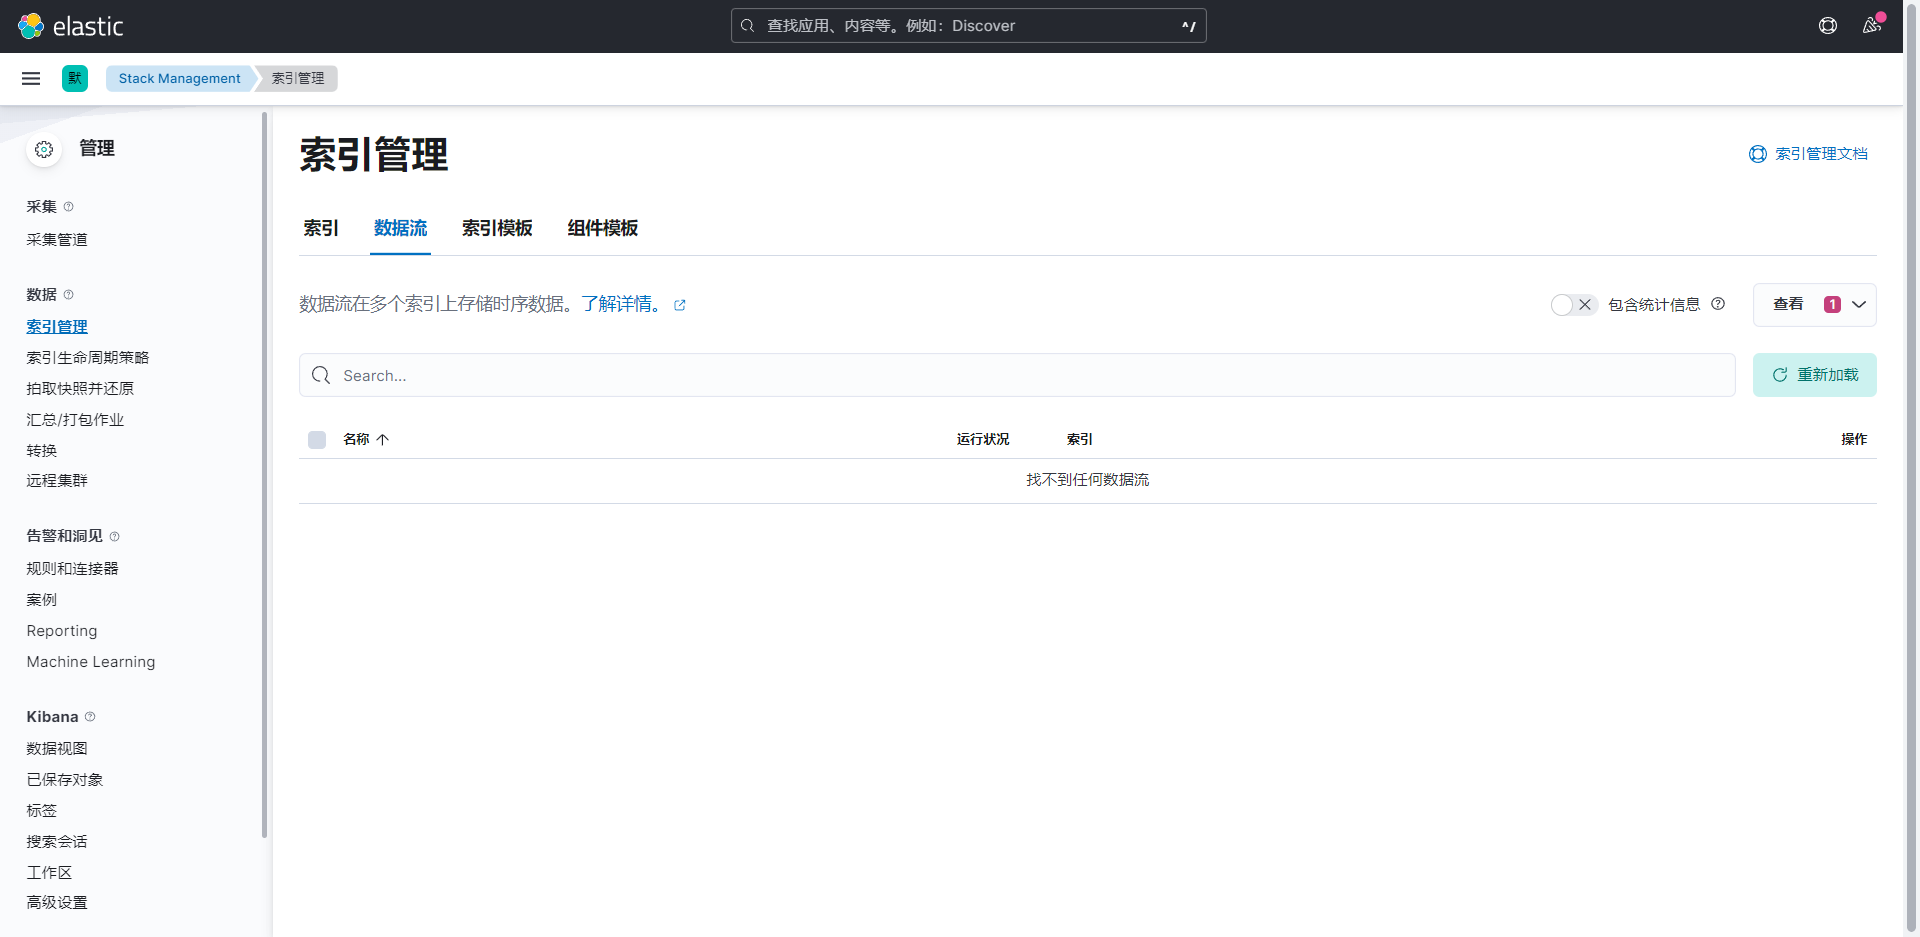 elastic
查找应用、内容等。例如：Discover
^/
默
Stack Management
索引管理
管理
采集
采集管道
数据
索引管理
索引生命周期策略
拍取快照并还原
汇总/打包作业
转换
远程集群
告警和洞见
规则和连接器
案例
Reporting
Machine Learning
Kibana
数据视图
已保存对象
标签
搜索会话
工作区
高级设置
索引管理
索引管理文档
索引 数据流 索引模板 组件模板
数据流在多个索引上存储时序数据。了解详情。
包含统计信息
查看 1
Search...
重新加载
名称 运行状况 索引 操作
找不到任何数据流